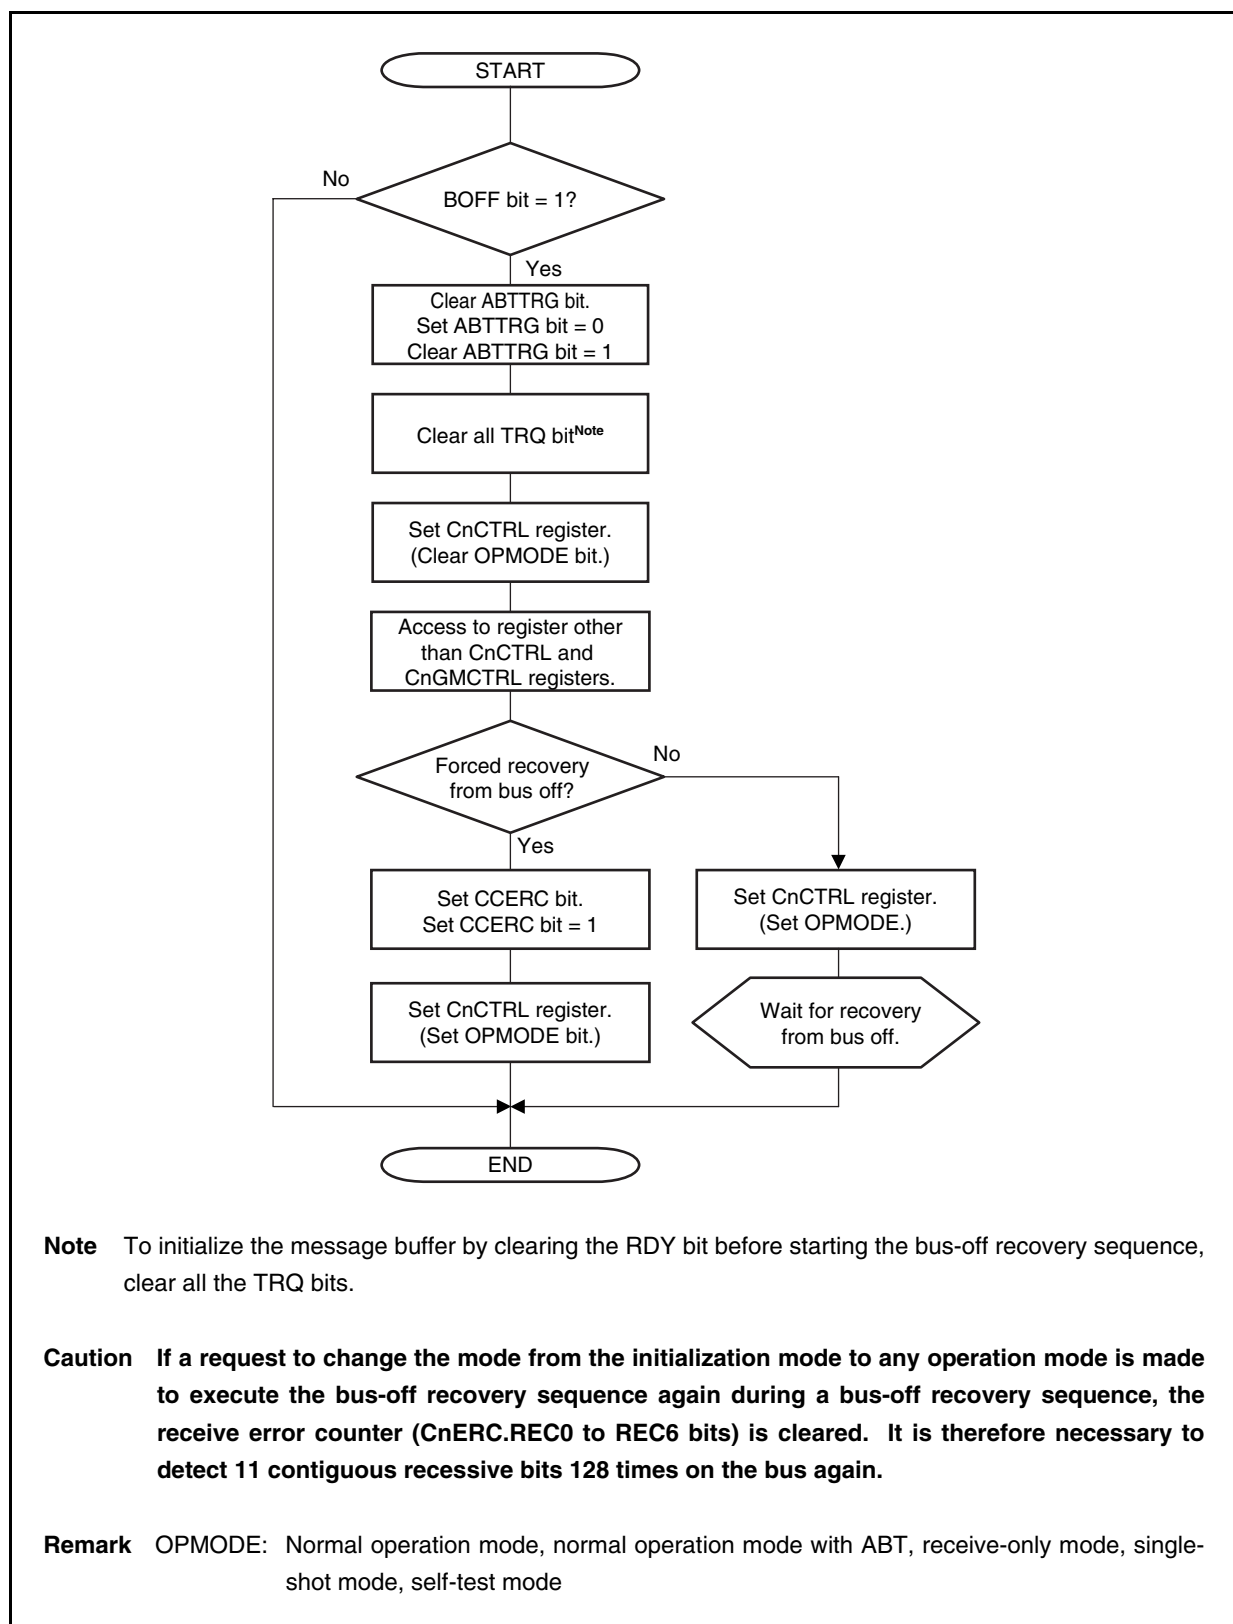 START
No
BOFF bit = 1?
Yes
Clear ABTTRG bit.
Set ABTTRG bit = 0
Clear ABTTRG bit = 1
Clear all TRQ bitNote
Set CnCTRL register.
(Clear OPMODE bit.)
Access to register other
than CnCTRL and
CnGMCTRL registers.
Forced recovery
from bus off?
No
Yes
Set CCERC bit.
Set CCERC bit = 1
Set CnCTRL register.
(Set OPMODE.)
Set CnCTRL register.
(Set OPMODE bit.)
Wait for recovery
from bus off.
END
Note To initialize the message buffer by clearing the RDY bit before starting the bus-off recovery sequence,
clear all the TRQ bits.
Caution If a request to change the mode from the initialization mode to any operation mode is made
to execute the bus-off recovery sequence again during a bus-off recovery sequence, the
receive error counter (CnERC.REC0 to REC6 bits) is cleared. It is therefore necessary to
detect 11 contiguous recessive bits 128 times on the bus again.
Remark OPMODE: Normal operation mode, normal operation mode with ABT, receive-only mode, single-
shot mode, self-test mode